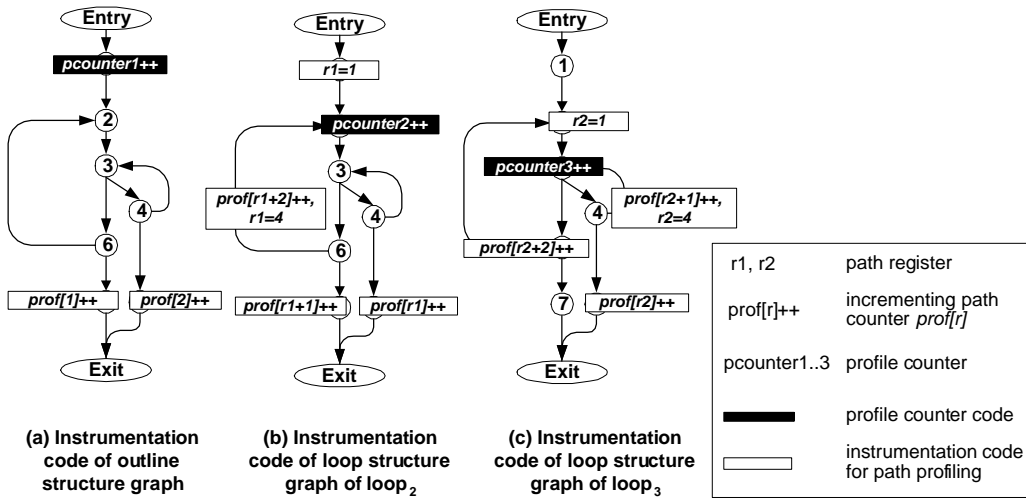 Entry
pcounter1++
2
3
4
6
prof[1]++
prof[2]++
Exit
(a) Instrumentation
code of outline
structure graph
Entry
r1=1
pcounter2++
3
prof[r1+2]++,
r1=4
4
6
prof[r1+1]++
prof[r1]++
Exit
(b) Instrumentation
code of loop structure
graph of loop2
Entry
1
r2=1
pcounter3++
4
prof[r2+1]++,
r2=4
prof[r2+2]++
7
prof[r2]++
Exit
(c) Instrumentation
code of loop structure
graph of loop3
r1, r2 path register
prof[r]++ incrementing path
counter prof[r]
pcounter1..3 profile counter
profile counter code
instrumentation code
for path profiling